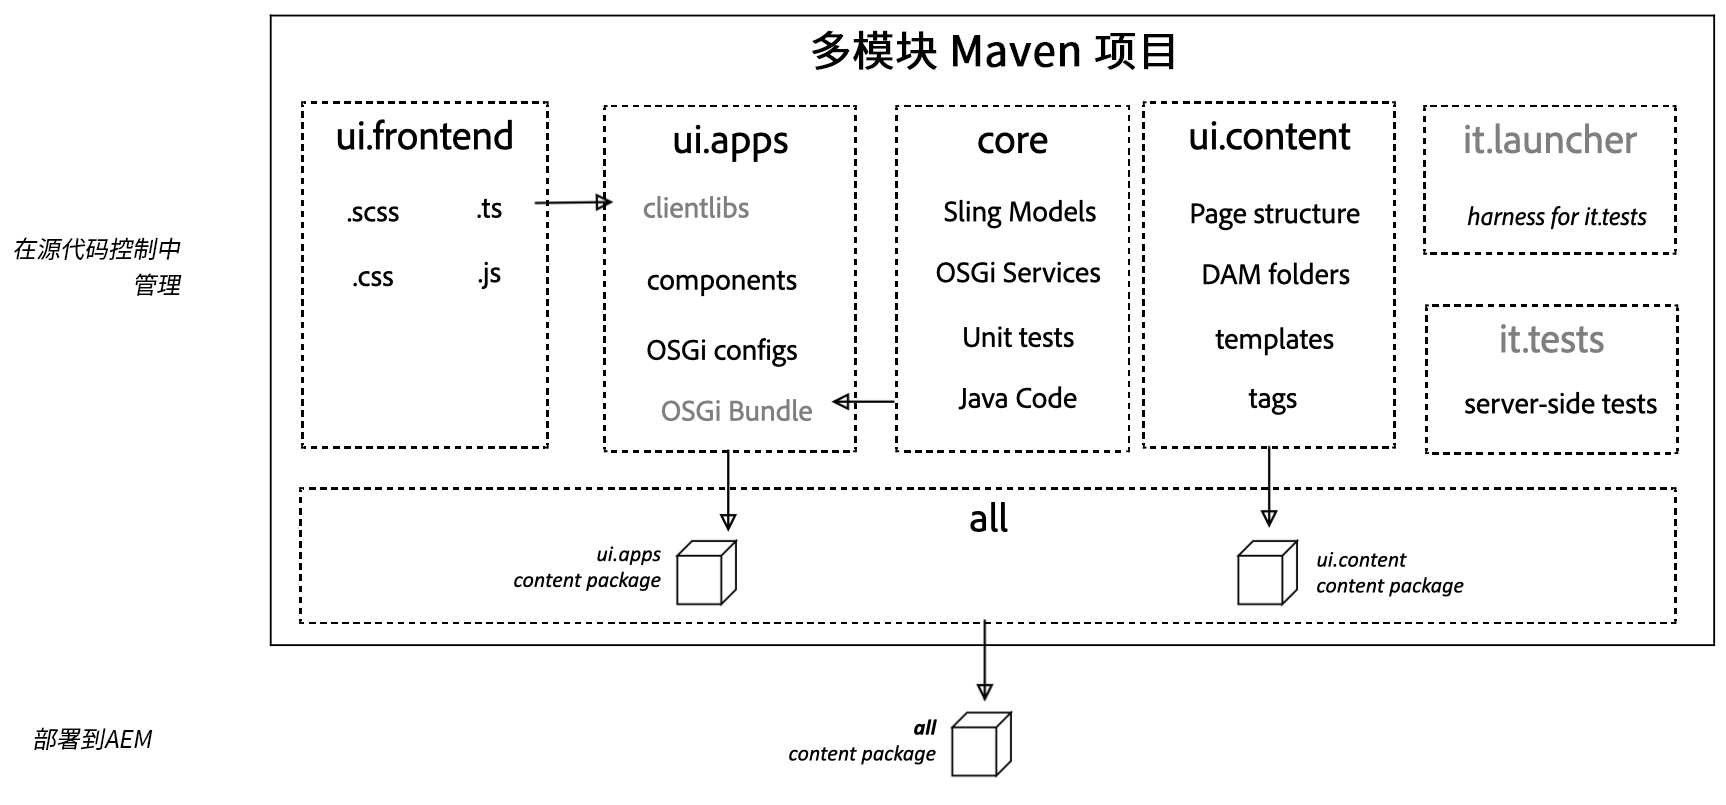 多模块 Maven 项目
ui.frontend
.scss
.ts
.css
.js
ui.apps
clientlibs
components
OSGi configs
OSGi Bundle
core
Sling Models
OSGi Services
Unit tests
Java Code
ui.content
Page structure
DAM folders
templates
tags
it.launcher
harness for it.tests
it.tests
server-side tests
在源代码控制中
管理
all
ui.apps
content package
ui.content
content package
部署到AEM
all
content package